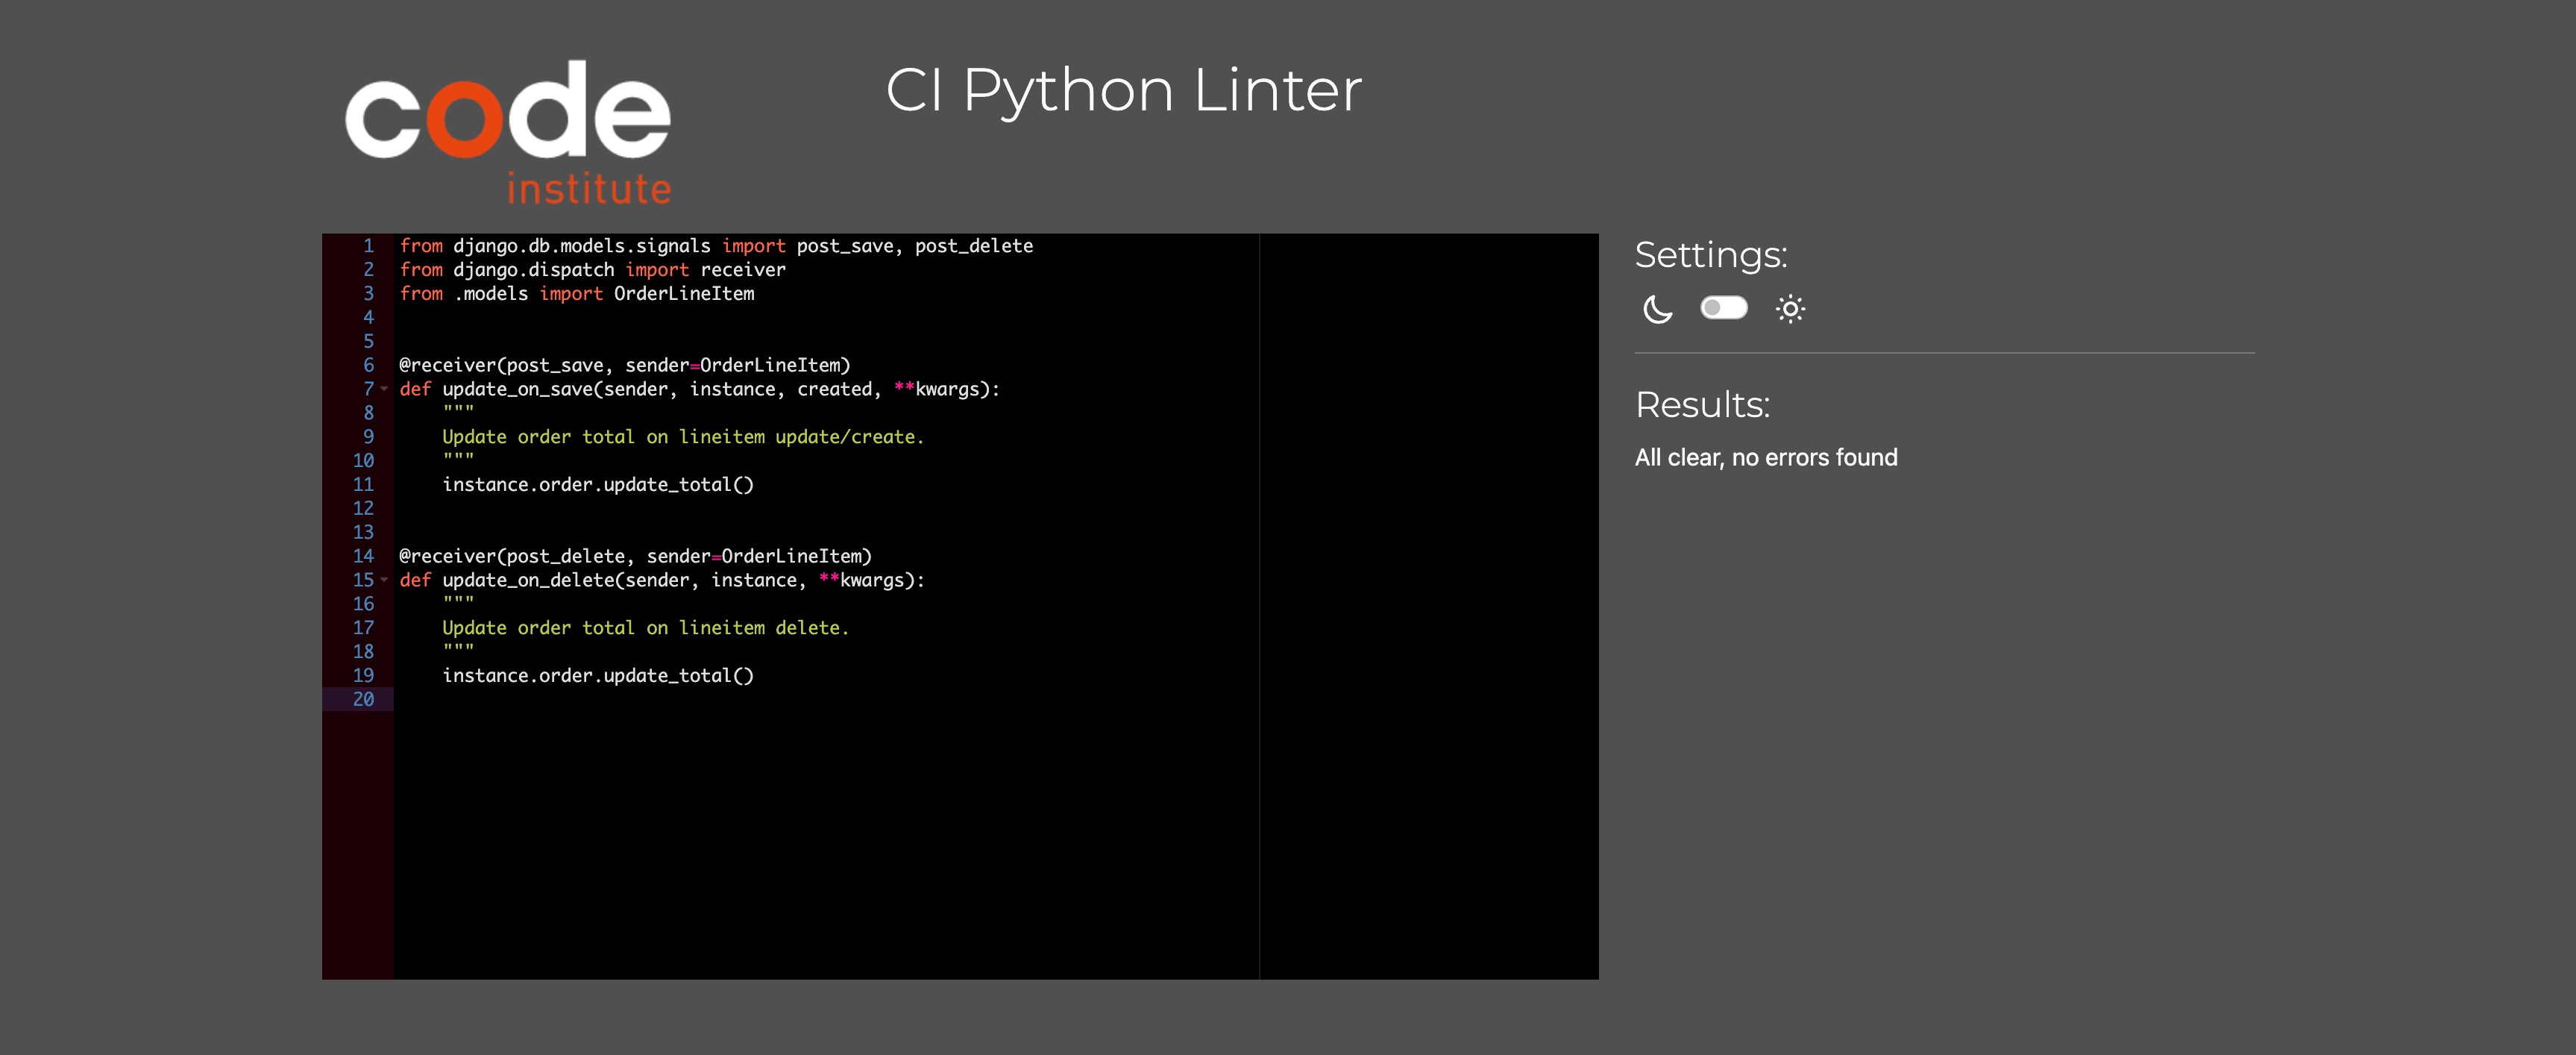 code
institute
CI Python Linter
1 from django.db.models.signals import post_save, post_delete
2 from django.dispatch import receiver
3 from .models import OrderLineItem
4
5
6 @receiver(post_save, sender=OrderLineItem)
7 def update_on_save(sender, instance, created, **kwargs):
8     """
9     Update order total on lineitem update/create.
10     """
11     instance.order.update_total()
12
13
14 @receiver(post_delete, sender=OrderLineItem)
15 def update_on_delete(sender, instance, **kwargs):
16     """
17     Update order total on lineitem delete.
18     """
19     instance.order.update_total()
20
Settings:
Results:
All clear, no errors found